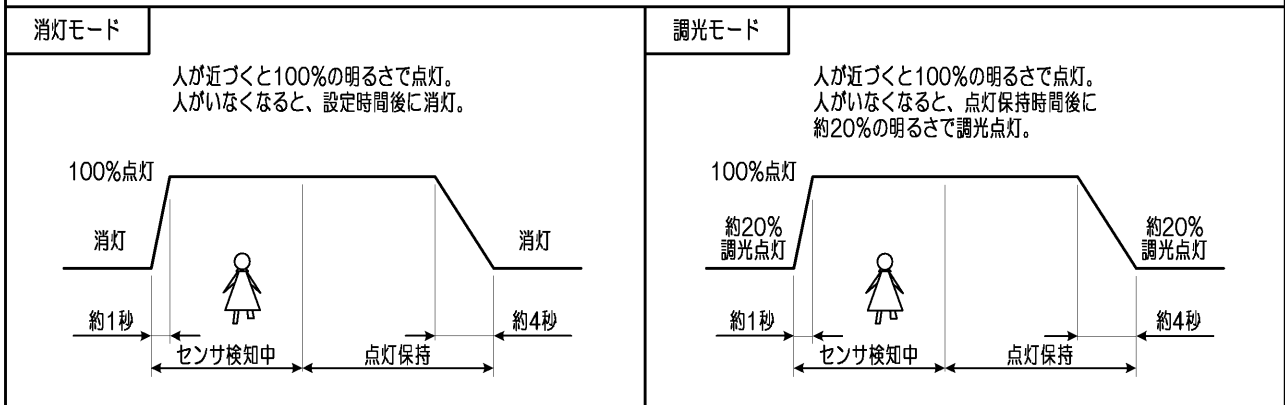 消灯モード
人が近づくと100%の明るさで点灯。
人がいなくなると、設定時間後に消灯。
100%点灯
消灯
消灯
約1秒
約4秒
センサ検知中
点灯保持
調光モード
人が近づくと100%の明るさで点灯。
人がいなくなると、点灯保持時間後に
約20%の明るさで調光点灯。
100%点灯
約20%
調光点灯
約20%
調光点灯
約1秒
約4秒
センサ検知中
点灯保持